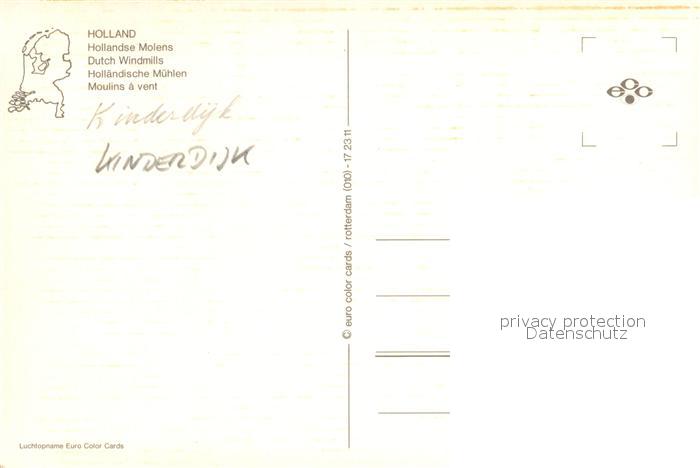 HOLLAND
Hollandse Molens
Dutch Windmills
Holländische Mühlen
Moulins à vent
Kinderdijk
KINDERDIJK
© euro color cards / rotterdam (010) - 17 23 11
ecc
privacy protection
Datenschutz
Luchtopname Euro Color Cards